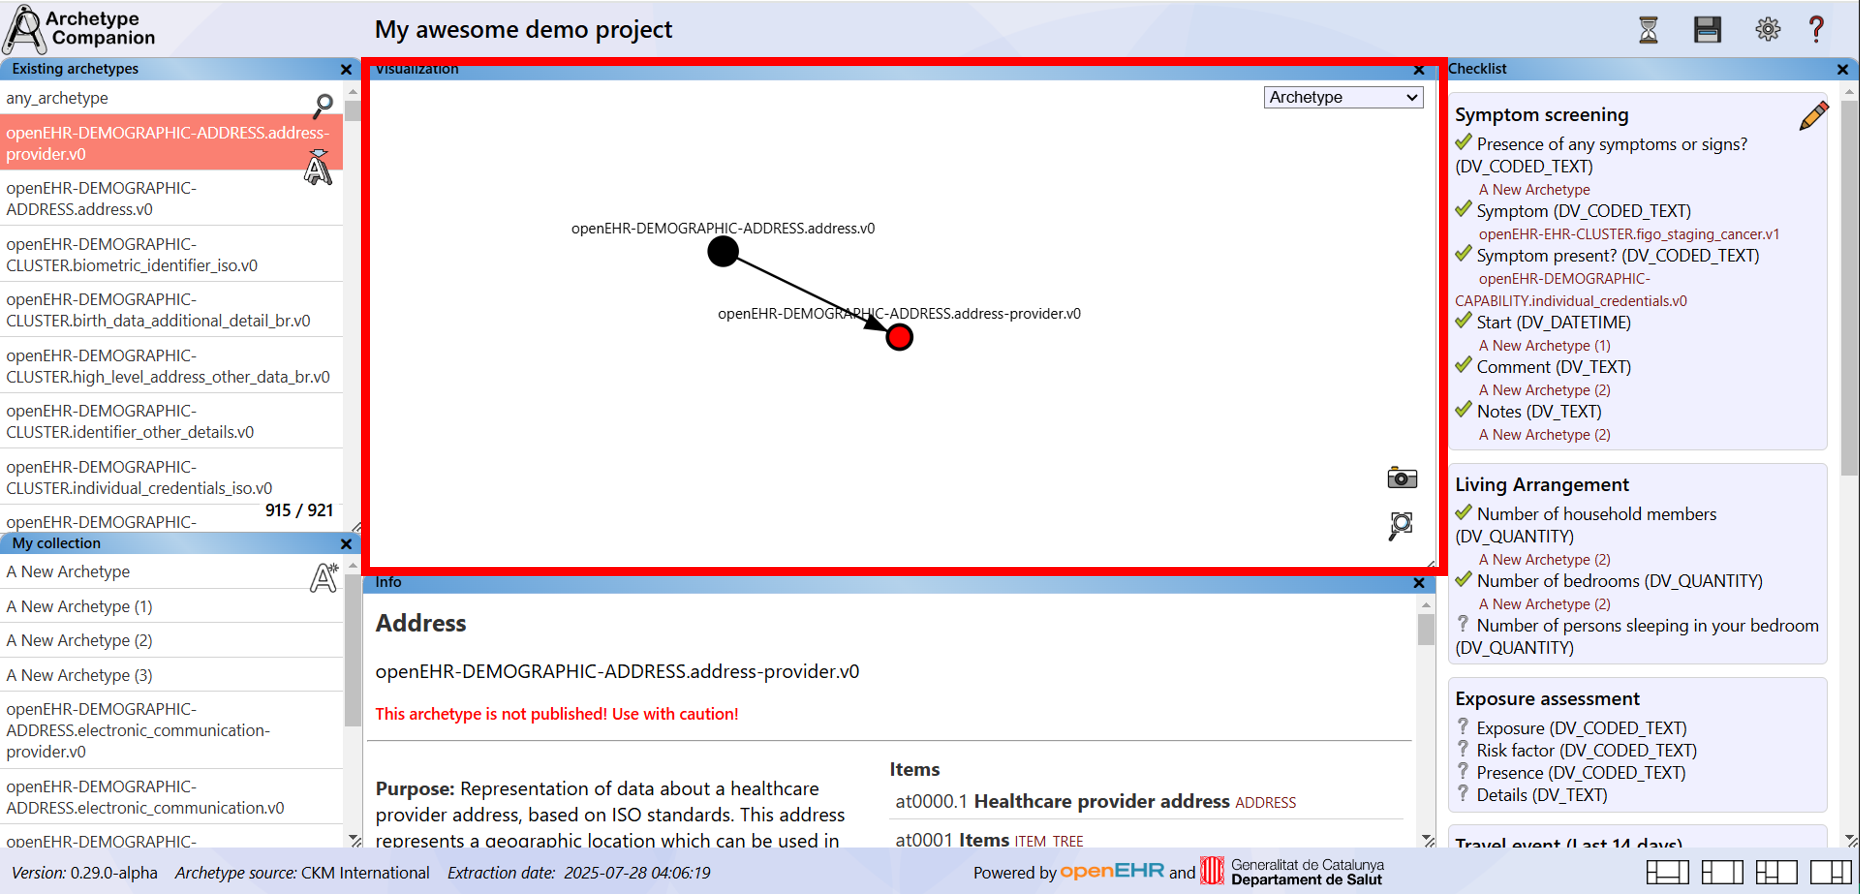 Archetype
Companion
My awesome demo project
?
Existing archetypes
any_archetype
openEHR-DEMOGRAPHIC-ADDRESS.address-
provider.v0
openEHR-DEMOGRAPHIC-
ADDRESS.address.v0
openEHR-DEMOGRAPHIC-
CLUSTER.biometric_identifier_iso.v0
openEHR-DEMOGRAPHIC-
CLUSTER.birth_data_additional_detail_br.v0
openEHR-DEMOGRAPHIC-
CLUSTER.high_level_address_other_data_br.v0
openEHR-DEMOGRAPHIC-
CLUSTER.identifier_other_details.v0
openEHR-DEMOGRAPHIC-
CLUSTER.individual_credentials_iso.v0
915 / 921
openEHR-DEMOGRAPHIC-
My collection
A New Archetype
A New Archetype (1)
A New Archetype (2)
A New Archetype (3)
openEHR-DEMOGRAPHIC-
ADDRESS.electronic_communication-
provider.v0
openEHR-DEMOGRAPHIC-
ADDRESS.electronic_communication.v0
openEHR-DEMOGRAPHIC-
Visualization
Archetype
openEHR-DEMOGRAPHIC-ADDRESS.address.v0
openEHR-DEMOGRAPHIC-ADDRESS.address-provider.v0
Info
Address
openEHR-DEMOGRAPHIC-ADDRESS.address-provider.v0
This archetype is not published! Use with caution!
Purpose: Representation of data about a healthcare
provider address, based on ISO standards. This address
represents a geographic location which can be used in
Items
at0000.1 Healthcare provider address ADDRESS
at0001 Items ITEM_TREE
Checklist
Symptom screening
Presence of any symptoms or signs?
(DV_CODED_TEXT)
A New Archetype
Symptom (DV_CODED_TEXT)
openEHR-EHR-CLUSTER.figo_staging_cancer.v1
Symptom present? (DV_CODED_TEXT)
openEHR-DEMOGRAPHIC-
CAPABILITY.individual_credentials.v0
Start (DV_DATETIME)
A New Archetype (1)
Comment (DV_TEXT)
A New Archetype (2)
Notes (DV_TEXT)
A New Archetype (2)
Living Arrangement
Number of household members
(DV_QUANTITY)
A New Archetype (2)
Number of bedrooms (DV_QUANTITY)
A New Archetype (2)
? Number of persons sleeping in your bedroom
(DV_QUANTITY)
Exposure assessment
? Exposure (DV_CODED_TEXT)
? Risk factor (DV_CODED_TEXT)
? Presence (DV_CODED_TEXT)
? Details (DV_TEXT)
Travel event (Last 14 days)
Version: 0.29.0-alpha Archetype source: CKM International Extraction date: 2025-07-28 04:06:19
Powered by openEHR and Generalitat de Catalunya
Departament de Salut